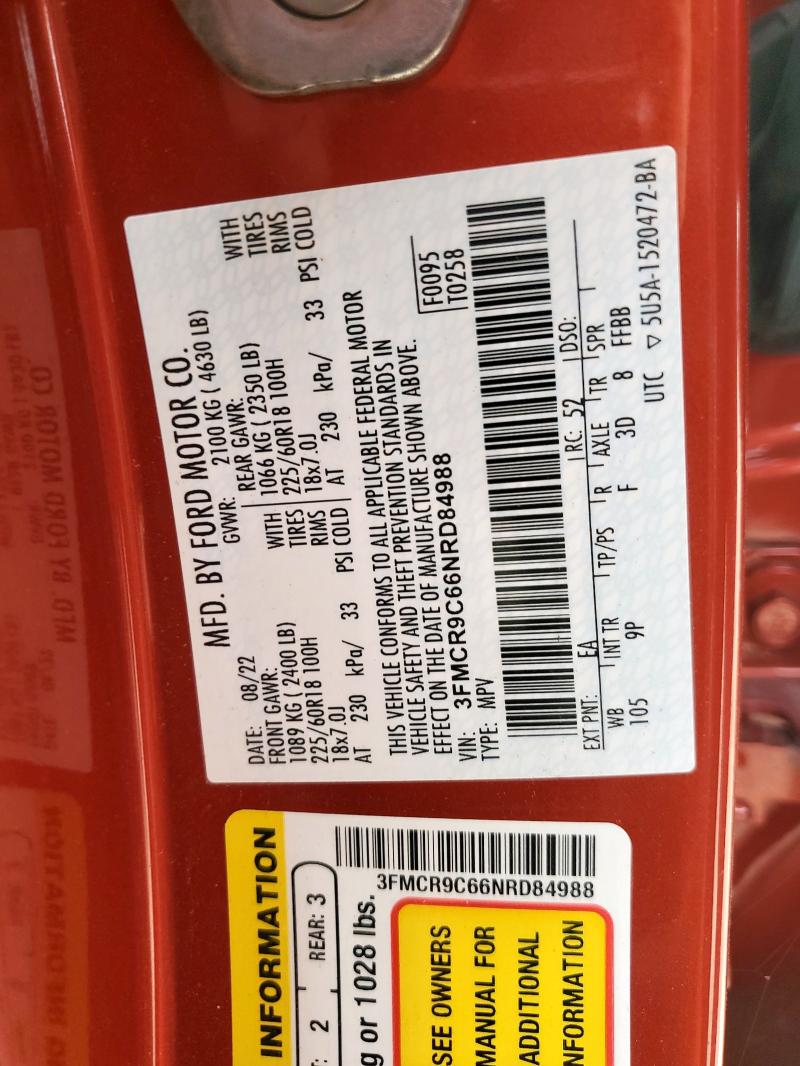 MFD. BY FORD MOTOR CO.
DATE: 08/22 GVWR: 2100 KG ( 4630 LB)
FRONT GAWR: REAR GAWR:
1089 KG ( 2400 LB) WITH 1066 KG ( 2350 LB) WITH
225/60R18 100H TIRES 225/60R18 100H TIRES
18x7.0J RIMS 18x7.0J RIMS
AT 230 kPa/ 33 PSI COLD AT 230 kPa/ 33 PSI COLD
THIS VEHICLE CONFORMS TO ALL APPLICABLE FEDERAL MOTOR
VEHICLE SAFETY AND THEFT PREVENTION STANDARDS IN
EFFECT ON THE DATE OF MANUFACTURE SHOWN ABOVE.
VIN: 3FMCR9C66NRD84988 F0095
TYPE: MPV T0258
EXT PNT: EA RC: 52 DSO:
WB INT TR TP/PS R AXLE TR SPR
105 9P F 3D 8 FFBB
UTC ▽ 5U5A-1520472-BA
INFORMATION
2 REAR: 3
g or 1028 lbs.
3FMCR9C66NRD84988
SEE OWNERS
MANUAL FOR
ADDITIONAL
NFORMATION